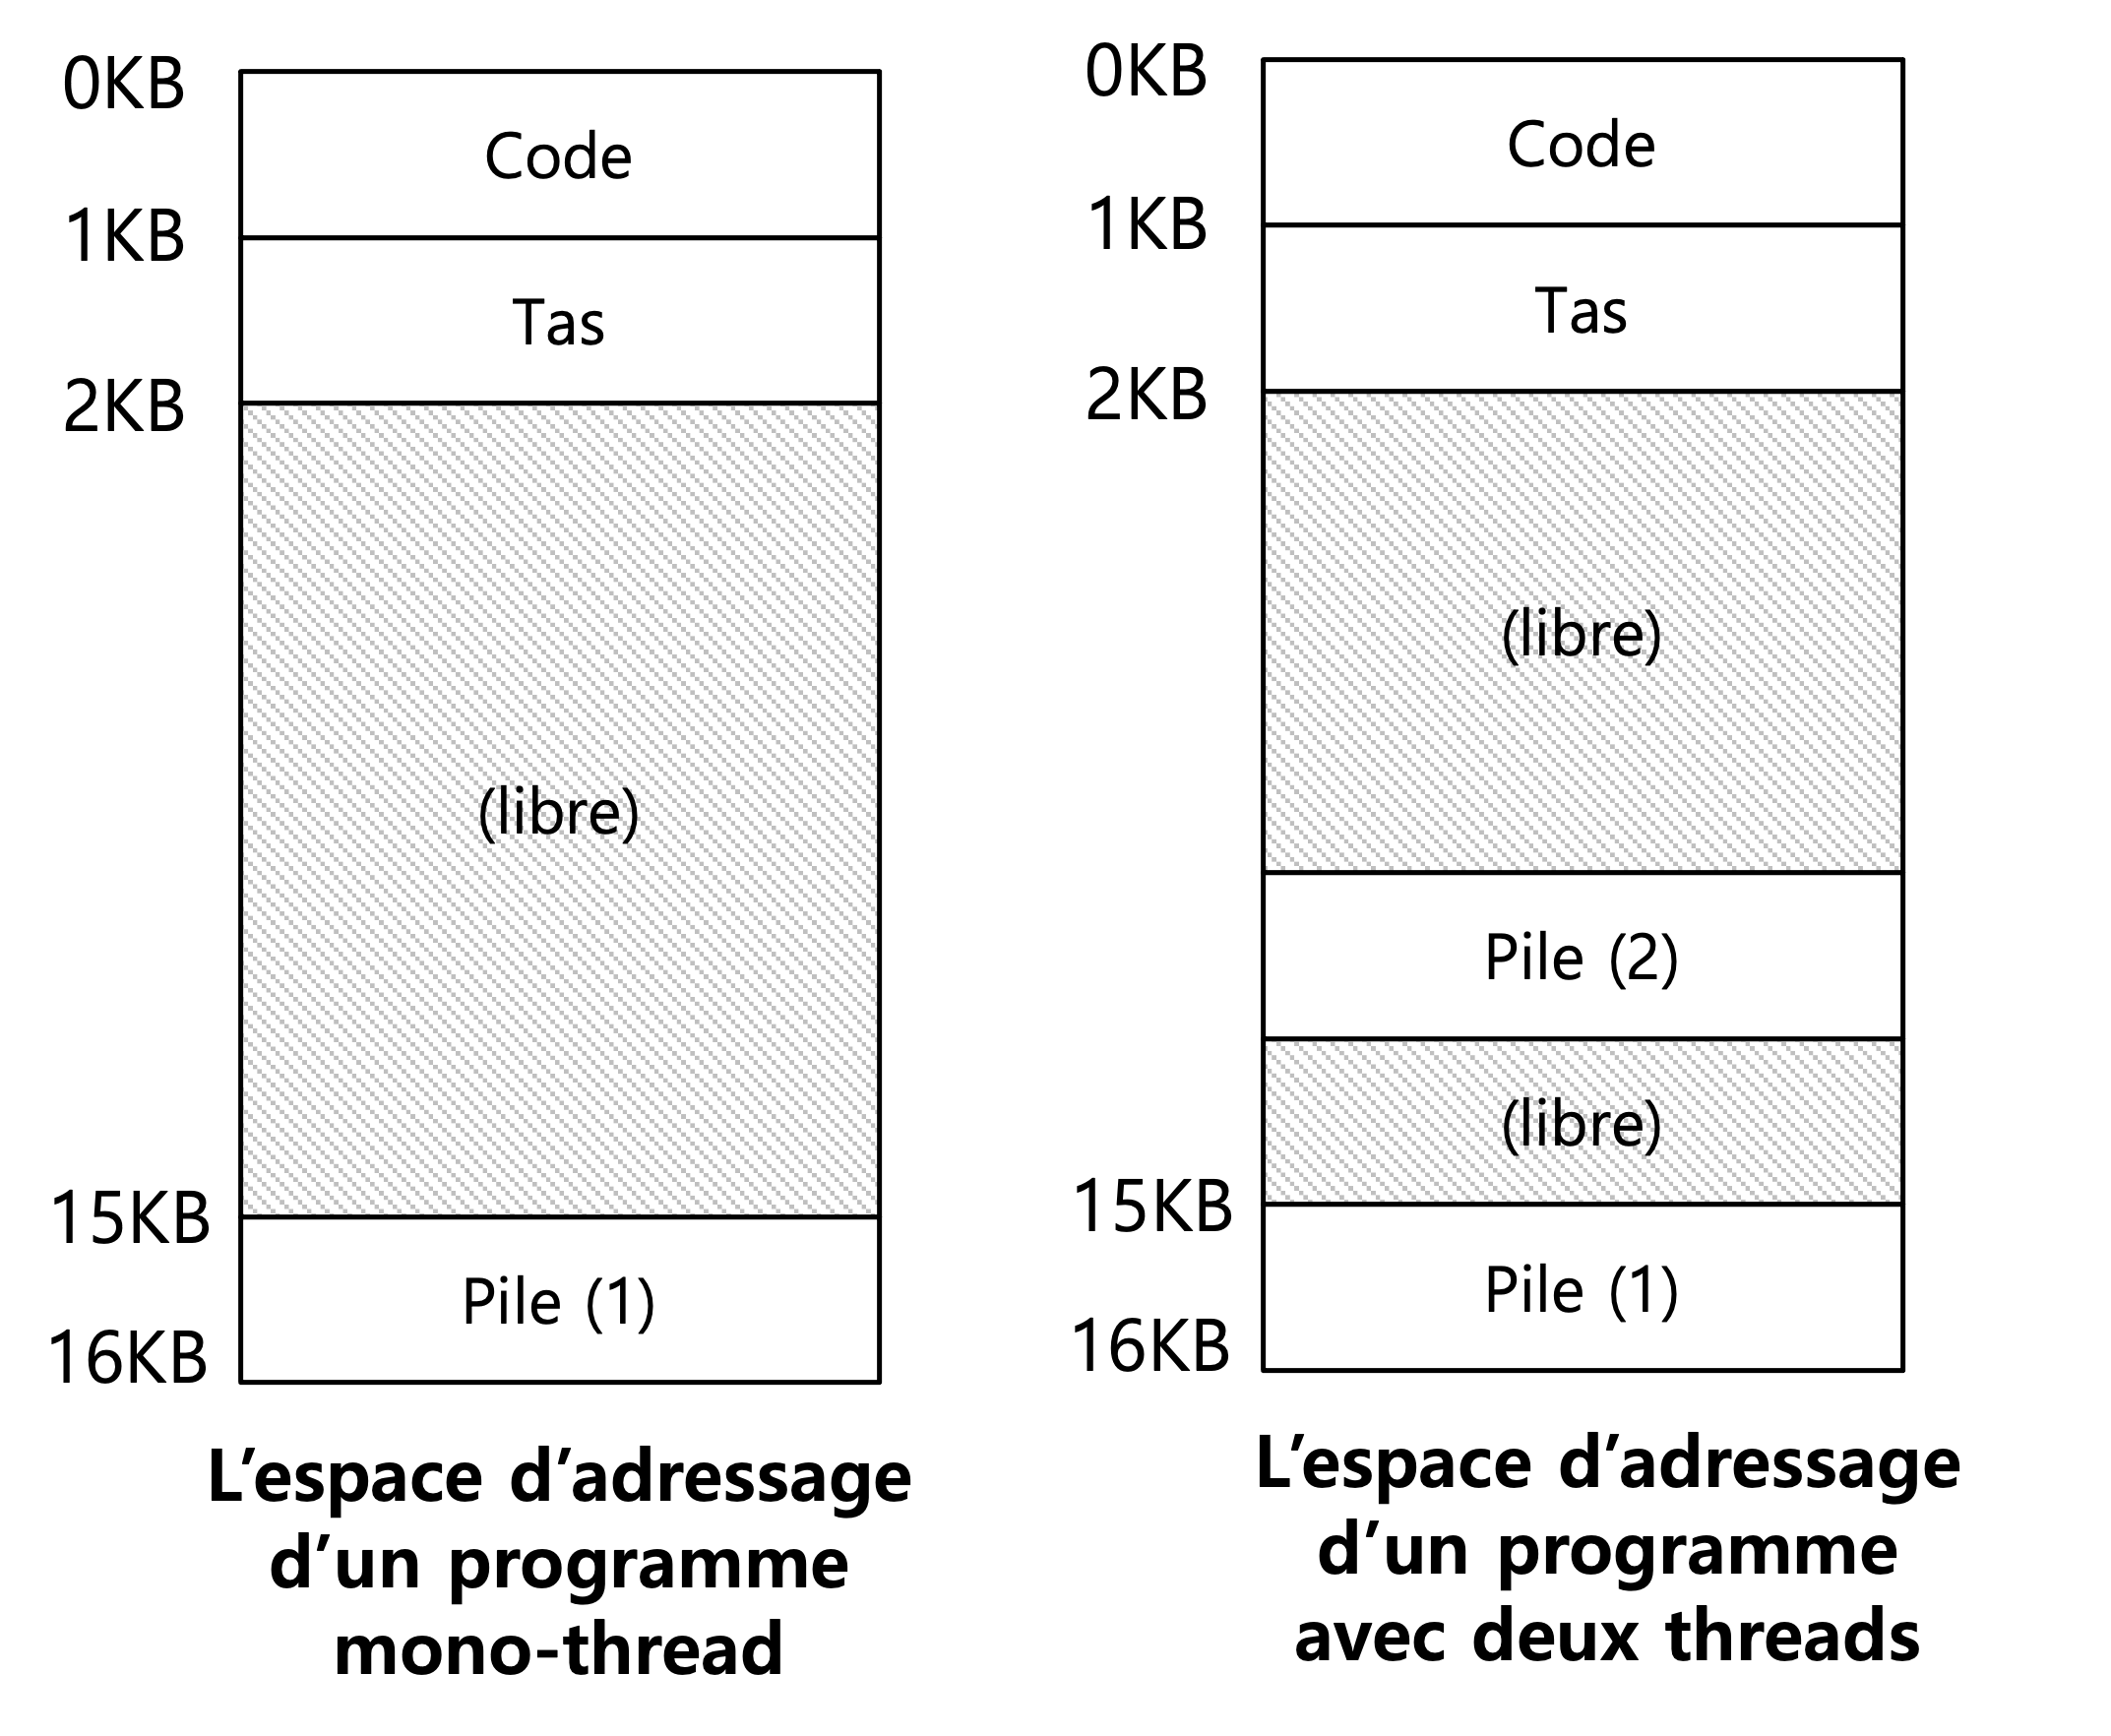 0KB
Code
1KB
Tas
2KB
(libre)
15KB
Pile (1)
16KB
L’espace d’adressage
d’un programme
mono-thread
0KB
Code
1KB
Tas
2KB
(libre)
Pile (2)
(libre)
15KB
Pile (1)
16KB
L’espace d’adressage
d’un programme
avec deux threads